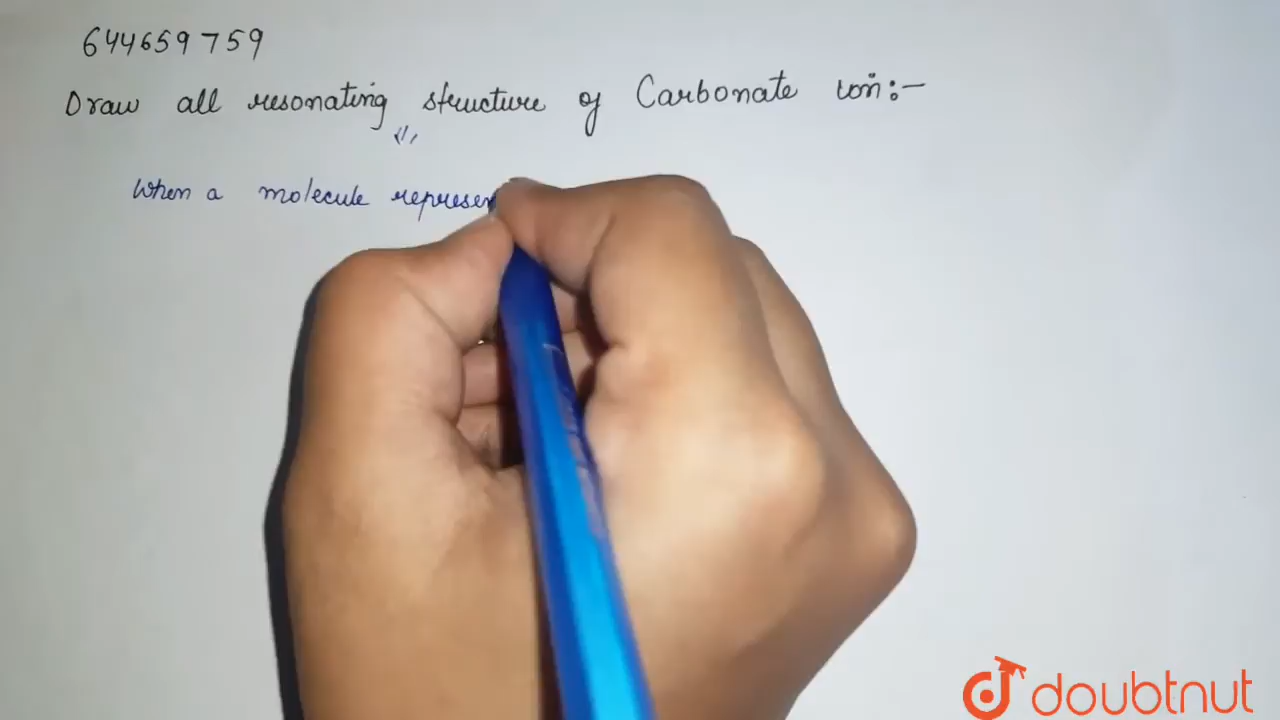 644659759
Draw all resonating structure of Carbonate ion:-
When a molecule represen
doubtnut